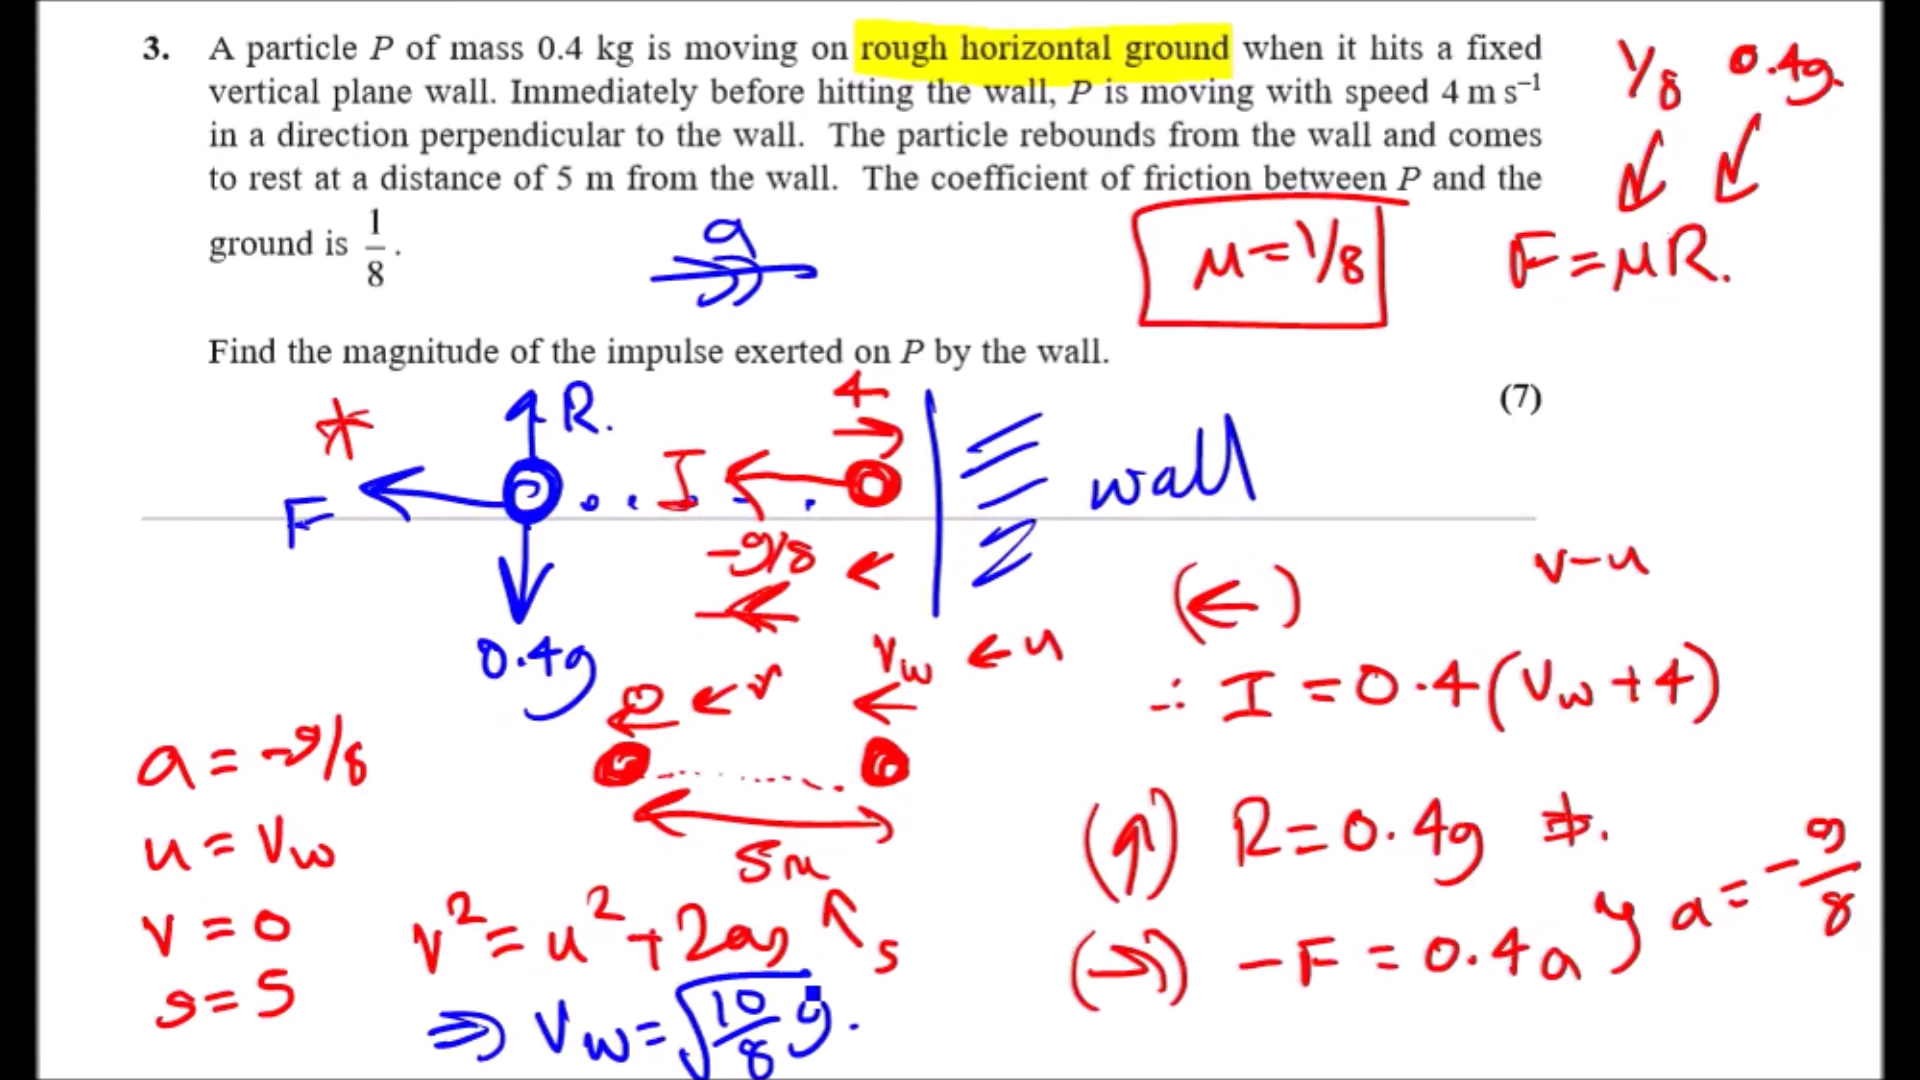 3. A particle P of mass 0.4 kg is moving on rough horizontal ground when it hits a fixed
vertical plane wall. Immediately before hitting the wall, P is moving with speed 4 m s⁻¹
in a direction perpendicular to the wall. The particle rebounds from the wall and comes
to rest at a distance of 5 m from the wall. The coefficient of friction between P and the
ground is 1/8.
1/8 0.4g.
a
μ=1/8
F=μR.
Find the magnitude of the impulse exerted on P by the wall.
(7)
R.
4
I
F
wall
-g/8
0.4g
(←)
v-u
∴ I = 0.4(Vw+4)
Vw ← u
← v
5m
s
a = -g/8
u = Vw
v = 0
s = 5
v² = u² + 2as
⇒ Vw = √10/8 g.
(↑) R = 0.4g *.
(→) -F = 0.4a } a = -g/8